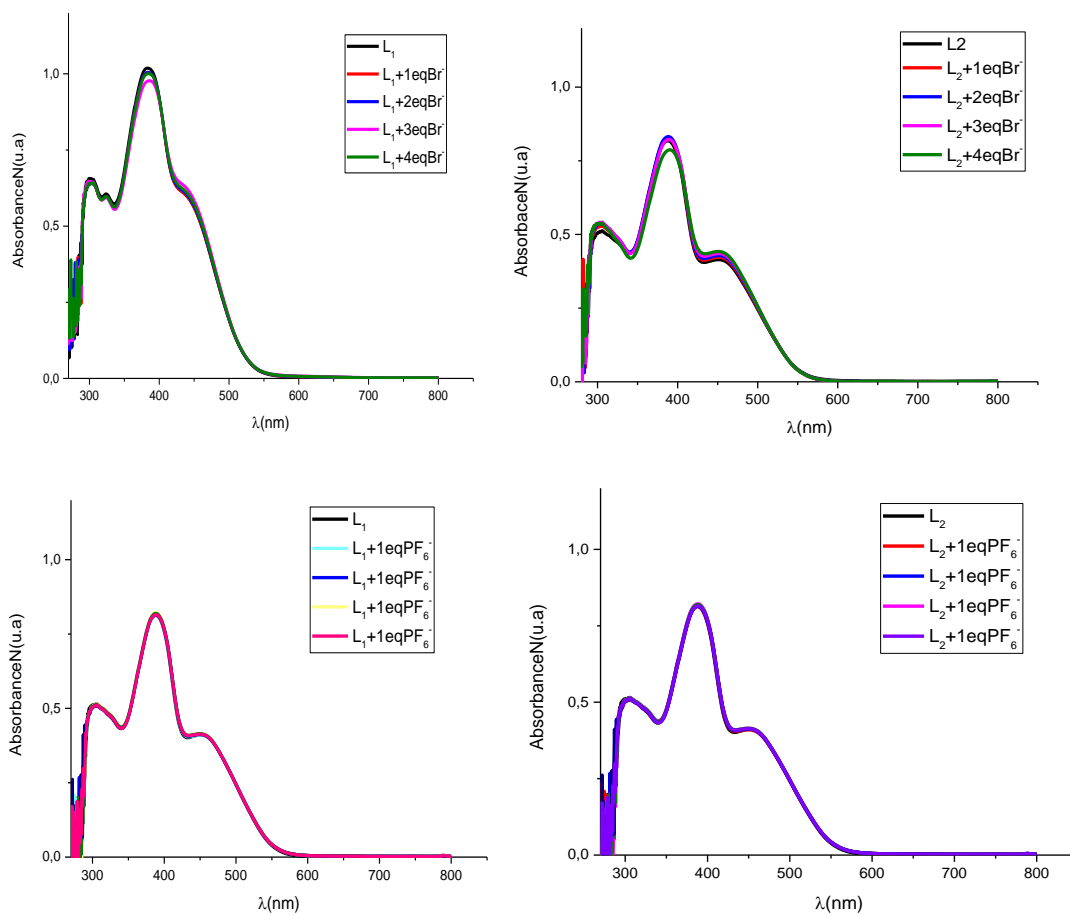 L₁
L₁+1eqBr⁻
L₁+2eqBr⁻
L₁+3eqBr⁻
L₁+4eqBr⁻
AbsorbanceN(u.a)
1,0
0,5
0,0
300 400 500 600 700 800
λ(nm)
L2
L₂+1eqBr⁻
L₂+2eqBr⁻
L₂+3eqBr⁻
L₂+4eqBr⁻
AbsorbaceN(u.a)
1,0
0,5
0,0
300 400 500 600 700 800
λ(nm)
L₁
L₁+1eqPF₆⁻
L₁+1eqPF₆⁻
L₁+1eqPF₆⁻
L₁+1eqPF₆⁻
AbsorbanceN(u.a)
1,0
0,5
0,0
300 400 500 600 700 800
λ(nm)
L₂
L₂+1eqPF₆⁻
L₂+1eqPF₆⁻
L₂+1eqPF₆⁻
L₂+1eqPF₆⁻
AbsorbanceN(u.a)
1,0
0,5
0,0
300 400 500 600 700 800
λ(nm)